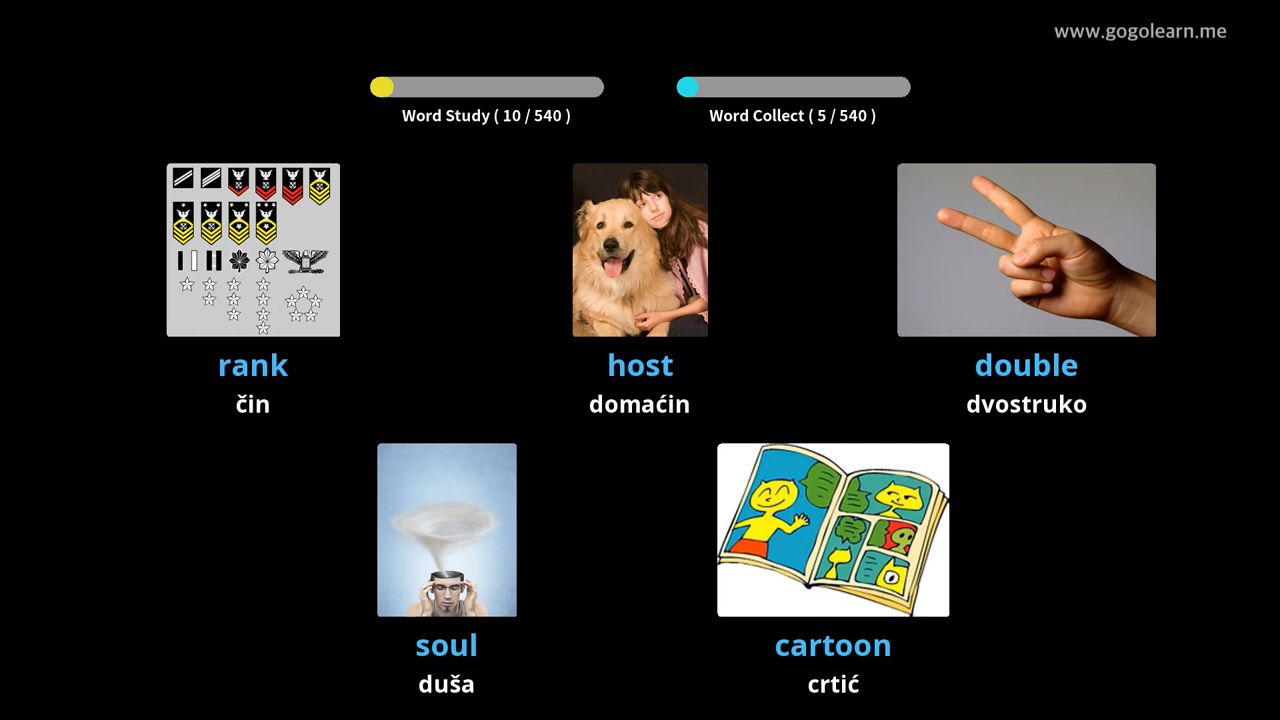 www.gogolearn.me
Word Study ( 10 / 540 )
Word Collect ( 5 / 540 )
rank
čin
host
domaćin
double
dvostruko
soul
duša
cartoon
crtić